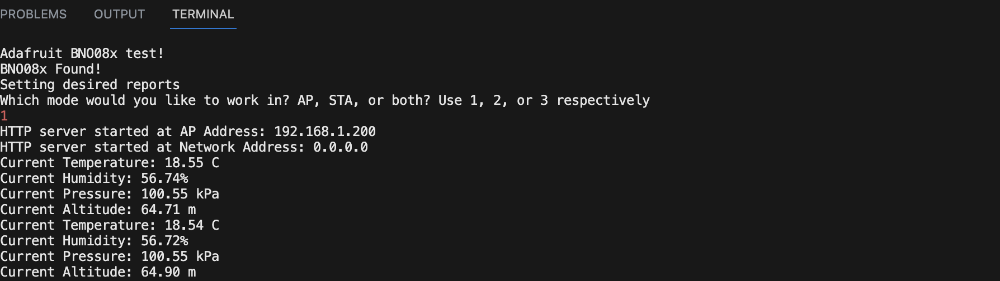 PROBLEMS OUTPUT TERMINAL
Adafruit BNO08x test!
BNO08x Found!
Setting desired reports
Which mode would you like to work in? AP, STA, or both? Use 1, 2, or 3 respectively
1
HTTP server started at AP Address: 192.168.1.200
HTTP server started at Network Address: 0.0.0.0
Current Temperature: 18.55 C
Current Humidity: 56.74%
Current Pressure: 100.55 kPa
Current Altitude: 64.71 m
Current Temperature: 18.54 C
Current Humidity: 56.72%
Current Pressure: 100.55 kPa
Current Altitude: 64.90 m